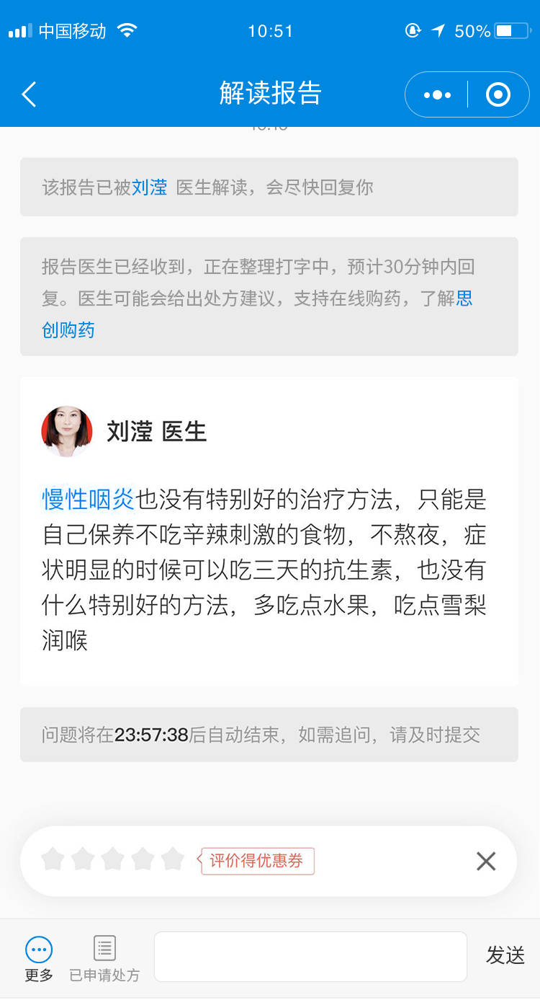 中国移动
10:51
50%
解读报告
该报告已被刘滢 医生解读，会尽快回复你
报告医生已经收到，正在整理打字中，预计30分钟内回
复。医生可能会给出处方建议，支持在线购药，了解思
创购药
刘滢 医生
慢性咽炎也没有特别好的治疗方法，只能是
自己保养不吃辛辣刺激的食物，不熬夜，症
状明显的时候可以吃三天的抗生素，也没有
什么特别好的方法，多吃点水果，吃点雪梨
润喉
问题将在23:57:38后自动结束，如需追问，请及时提交
评价得优惠券
更多
已申请处方
发送